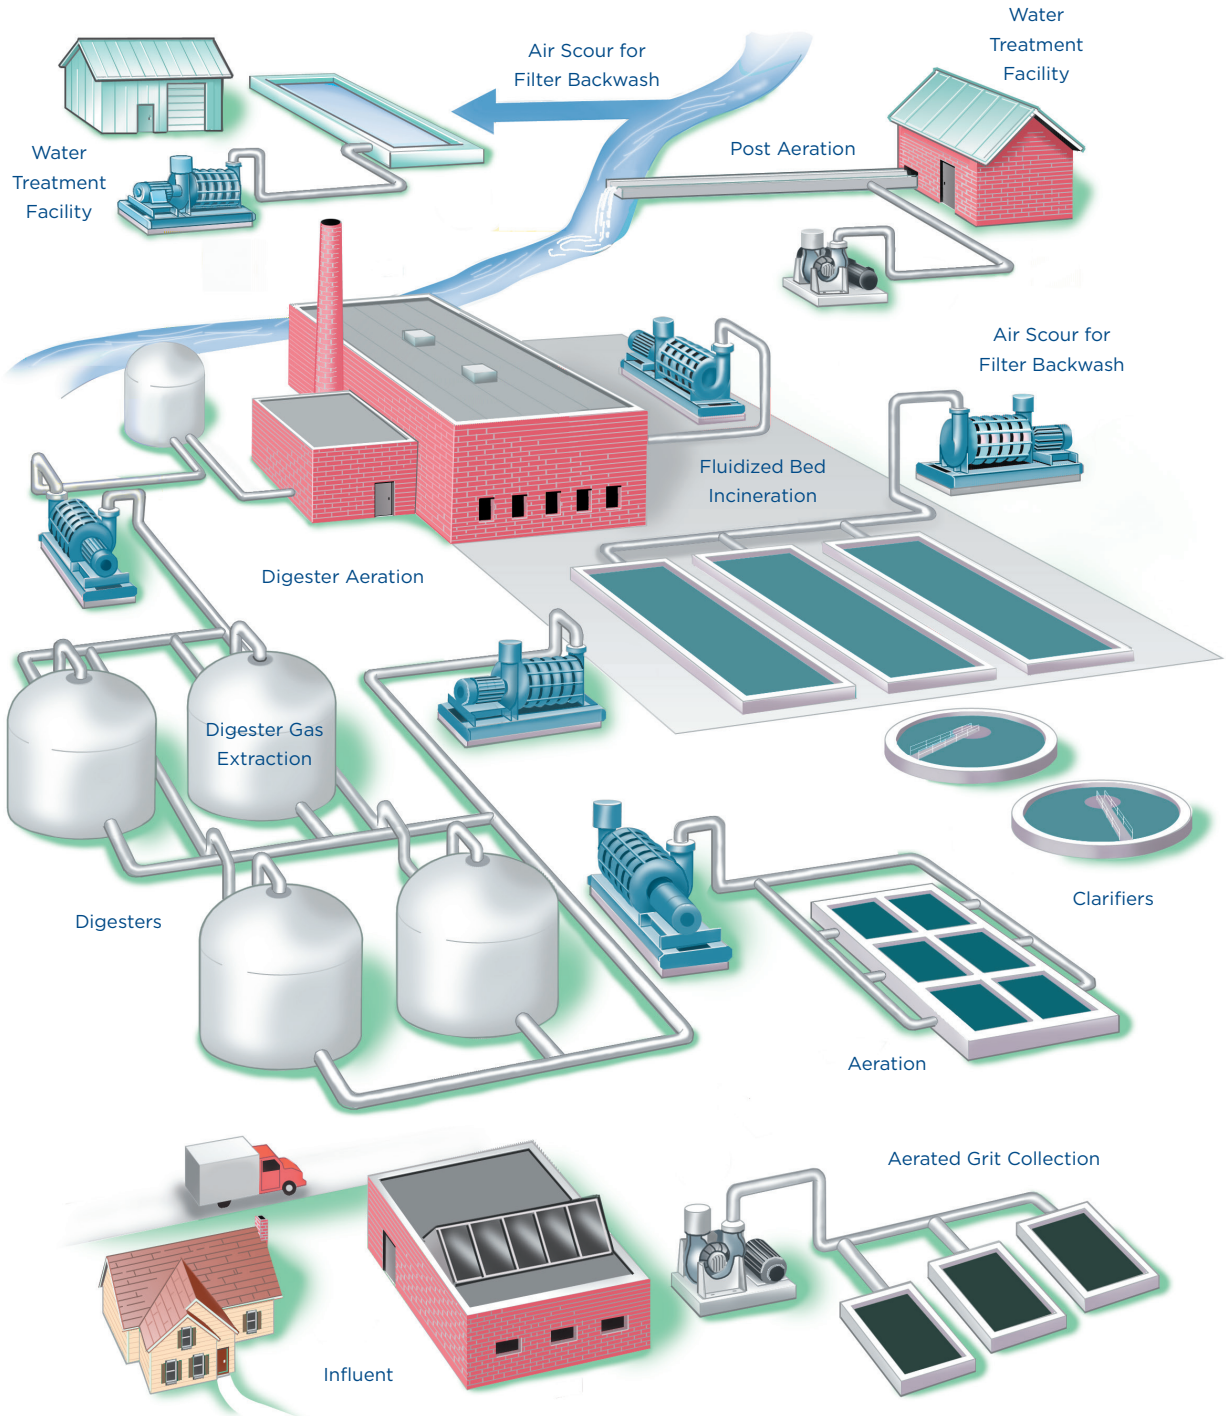 Water
Treatment
Facility
Air Scour for
Filter Backwash
Post Aeration
Water
Treatment
Facility
Air Scour for
Filter Backwash
Fluidized Bed
Incineration
Digester Aeration
Digester Gas
Extraction
Digesters
Clarifiers
Aeration
Aerated Grit Collection
Influent